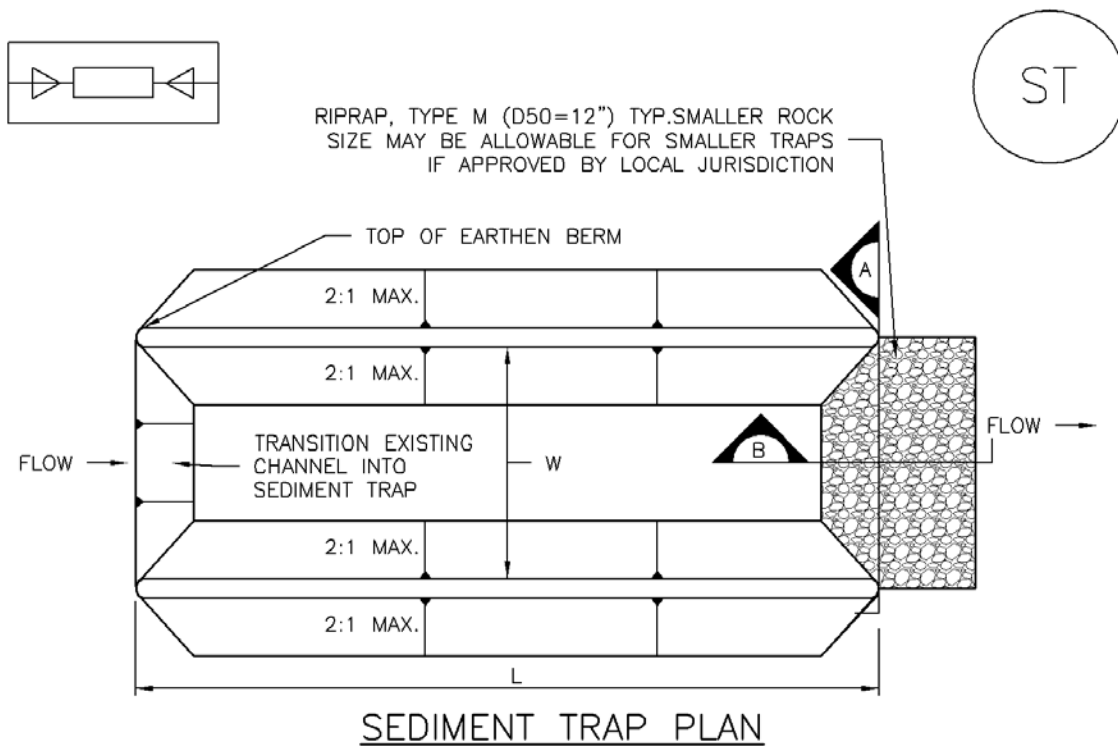 ST
RIPRAP, TYPE M (D50=12") TYP.SMALLER ROCK
SIZE MAY BE ALLOWABLE FOR SMALLER TRAPS
IF APPROVED BY LOCAL JURISDICTION
TOP OF EARTHEN BERM
A
2:1 MAX.
2:1 MAX.
FLOW
TRANSITION EXISTING
CHANNEL INTO
SEDIMENT TRAP
W
B
FLOW
2:1 MAX.
2:1 MAX.
L
SEDIMENT TRAP PLAN